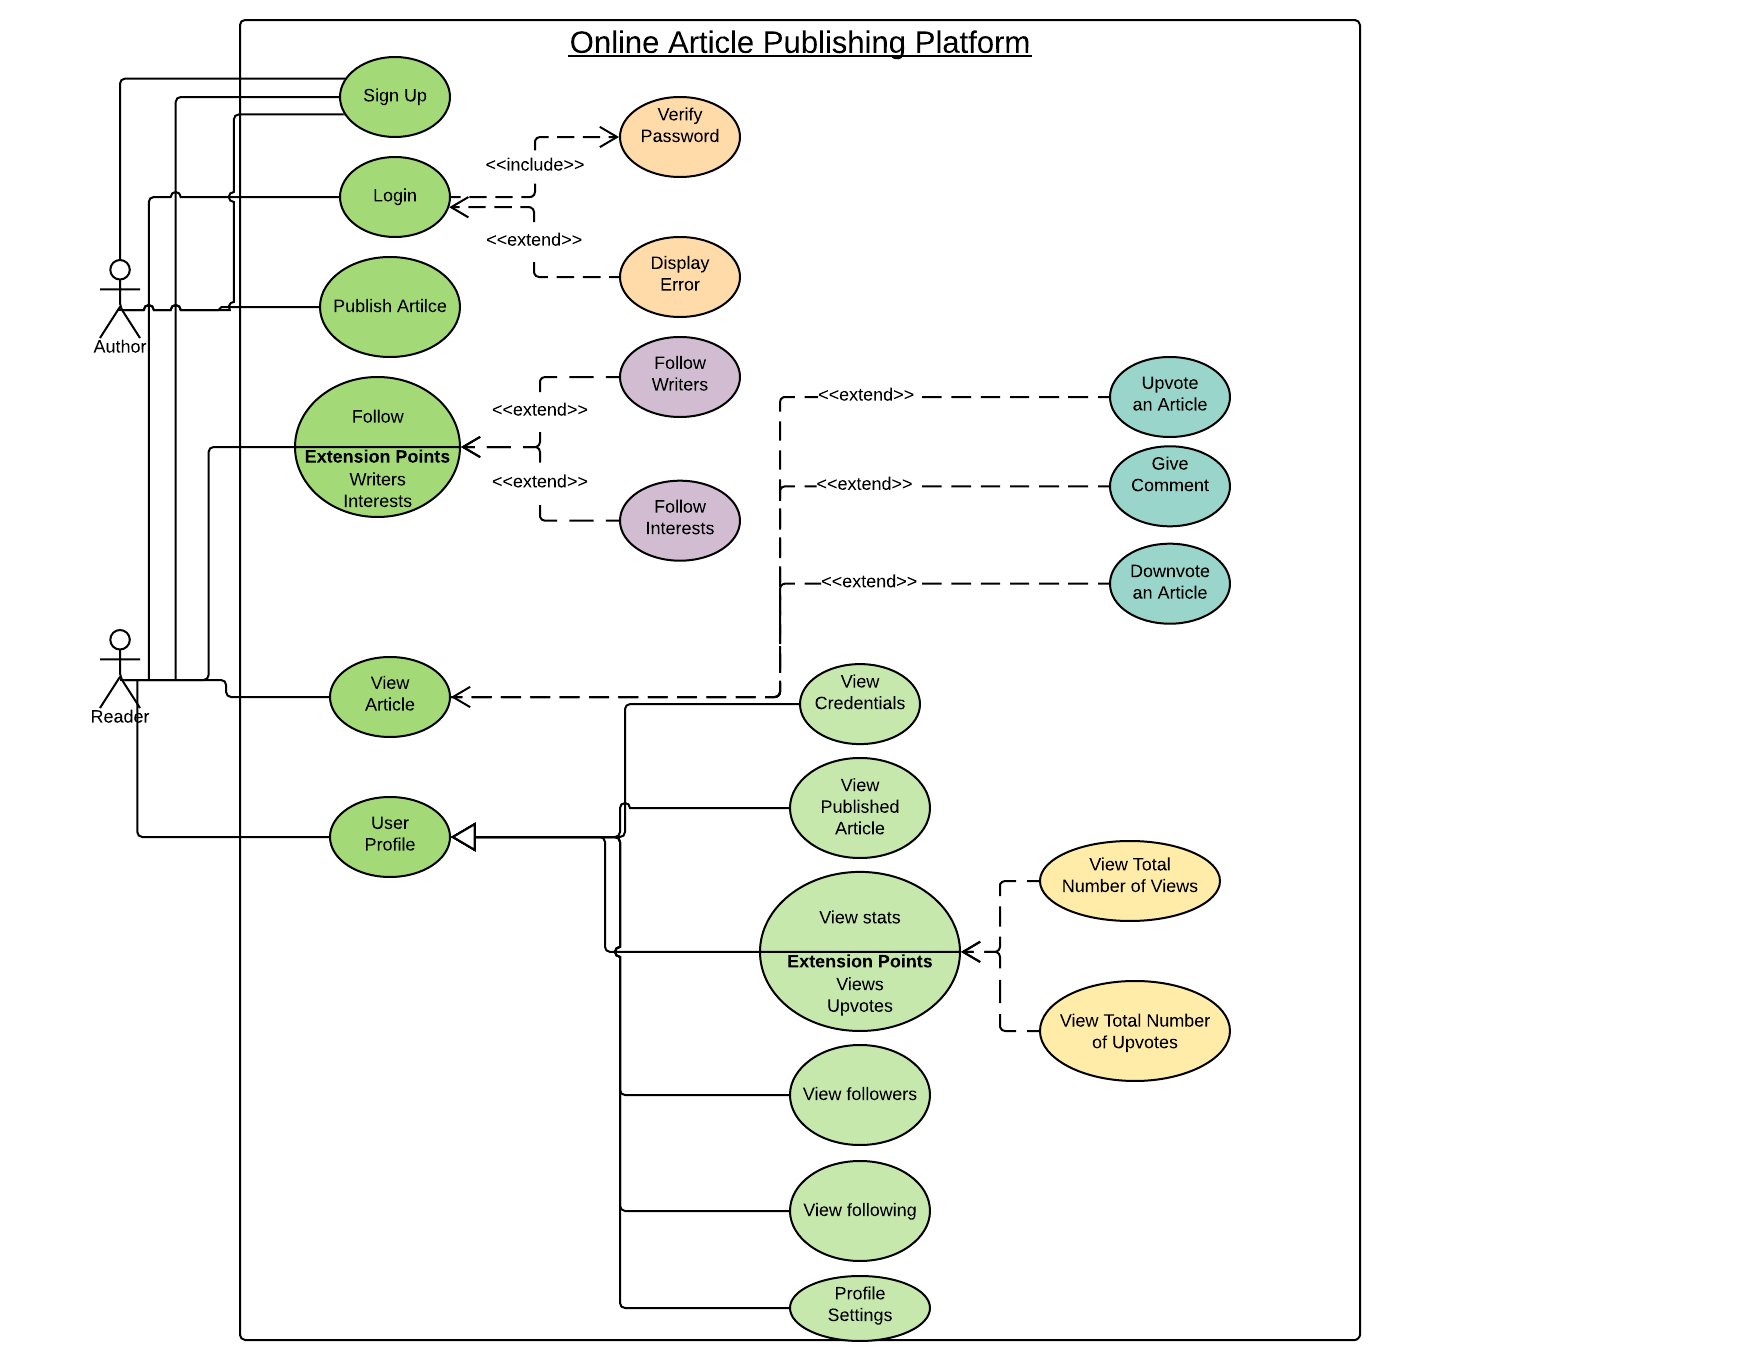 Online Article Publishing Platform
Sign Up
Verify
Password
<<include>>
Login
<<extend>>
Display
Error
Publish Artilce
Author
Follow
Writers
<<extend>>
Follow
Extension Points
Writers
Interests
<<extend>>
Follow
Interests
<<extend>>
Upvote
an Article
<<extend>>
Give
Comment
<<extend>>
Downvote
an Article
Reader
View
Article
View
Credentials
User
Profile
View
Published
Article
View stats
Extension Points
Views
Upvotes
View Total
Number of Views
View Total Number
of Upvotes
View followers
View following
Profile
Settings